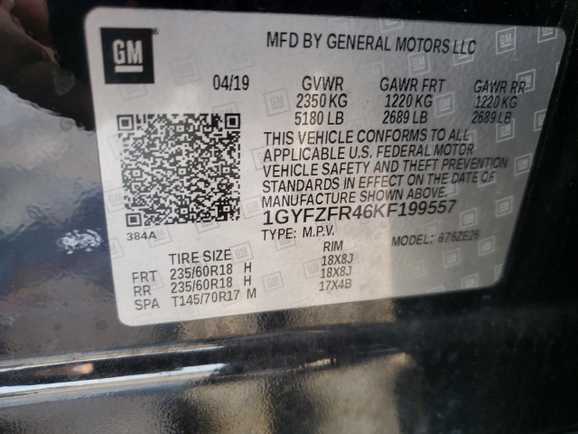 GM
MFD BY GENERAL MOTORS LLC
04/19 GVWR GAWR FRT GAWR RR
2350 KG 1220 KG 1220 KG
5180 LB 2689 LB 2689 LB
THIS VEHICLE CONFORMS TO ALL
APPLICABLE U.S. FEDERAL MOTOR
VEHICLE SAFETY AND THEFT PREVENTION
STANDARDS IN EFFECT ON THE DATE OF
MANUFACTURE SHOWN ABOVE.
1GYFZFR46KF199557
384A
TYPE: M.P.V. MODEL:
TIRE SIZE RIM
FRT 235/60R18 H 18X8J
RR 235/60R18 H 18X8J
SPA T145/70R17 M 17X4B